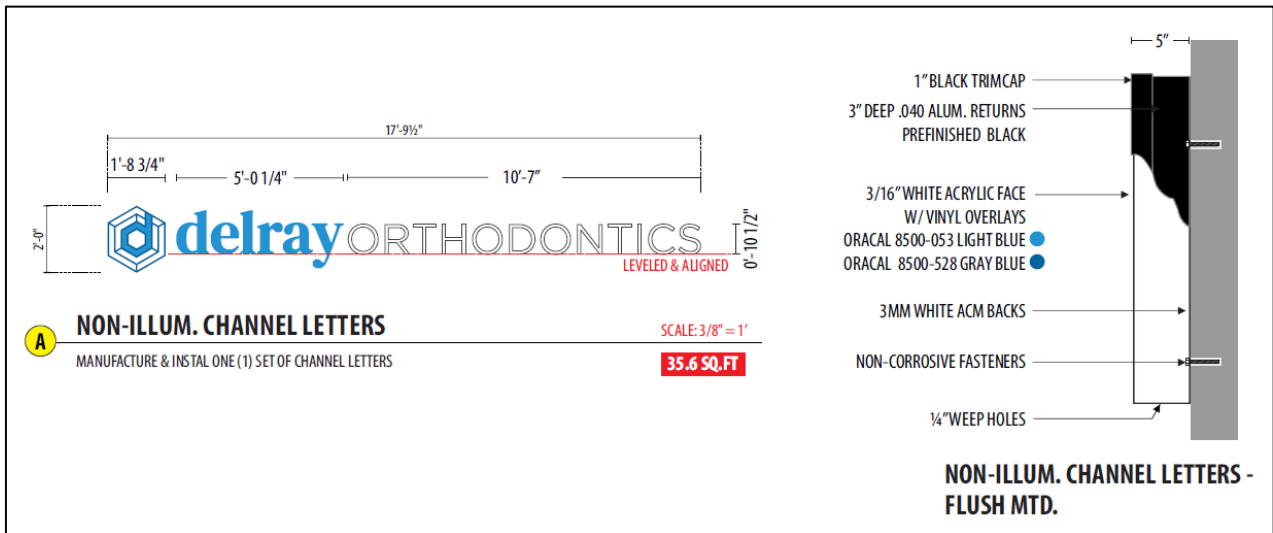 17'-9½"
1'-8 3/4"
5'-0 1/4"
10'-7"
2'-0"
d delray ORTHODONTICS
0'-10 1/2"
LEVELED & ALIGNED
A
NON-ILLUM. CHANNEL LETTERS
SCALE: 3/8" = 1'
MANUFACTURE & INSTAL ONE (1) SET OF CHANNEL LETTERS
35.6 SQ.FT
5"
1" BLACK TRIMCAP
3" DEEP .040 ALUM. RETURNS
PREFINISHED BLACK
3/16" WHITE ACRYLIC FACE
W/ VINYL OVERLAYS
ORACAL 8500-053 LIGHT BLUE
ORACAL 8500-528 GRAY BLUE
3MM WHITE ACM BACKS
NON-CORROSIVE FASTENERS
¼" WEEP HOLES
NON-ILLUM. CHANNEL LETTERS -
FLUSH MTD.